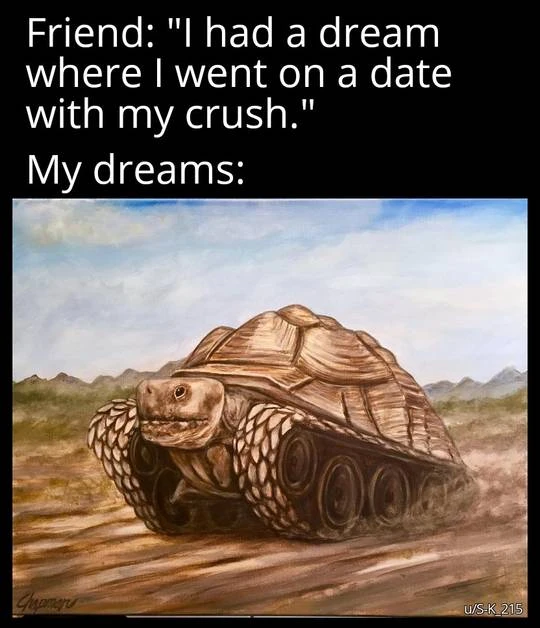 Friend: "I had a dream
where I went on a date
with my crush."
My dreams:
u/S-K_215